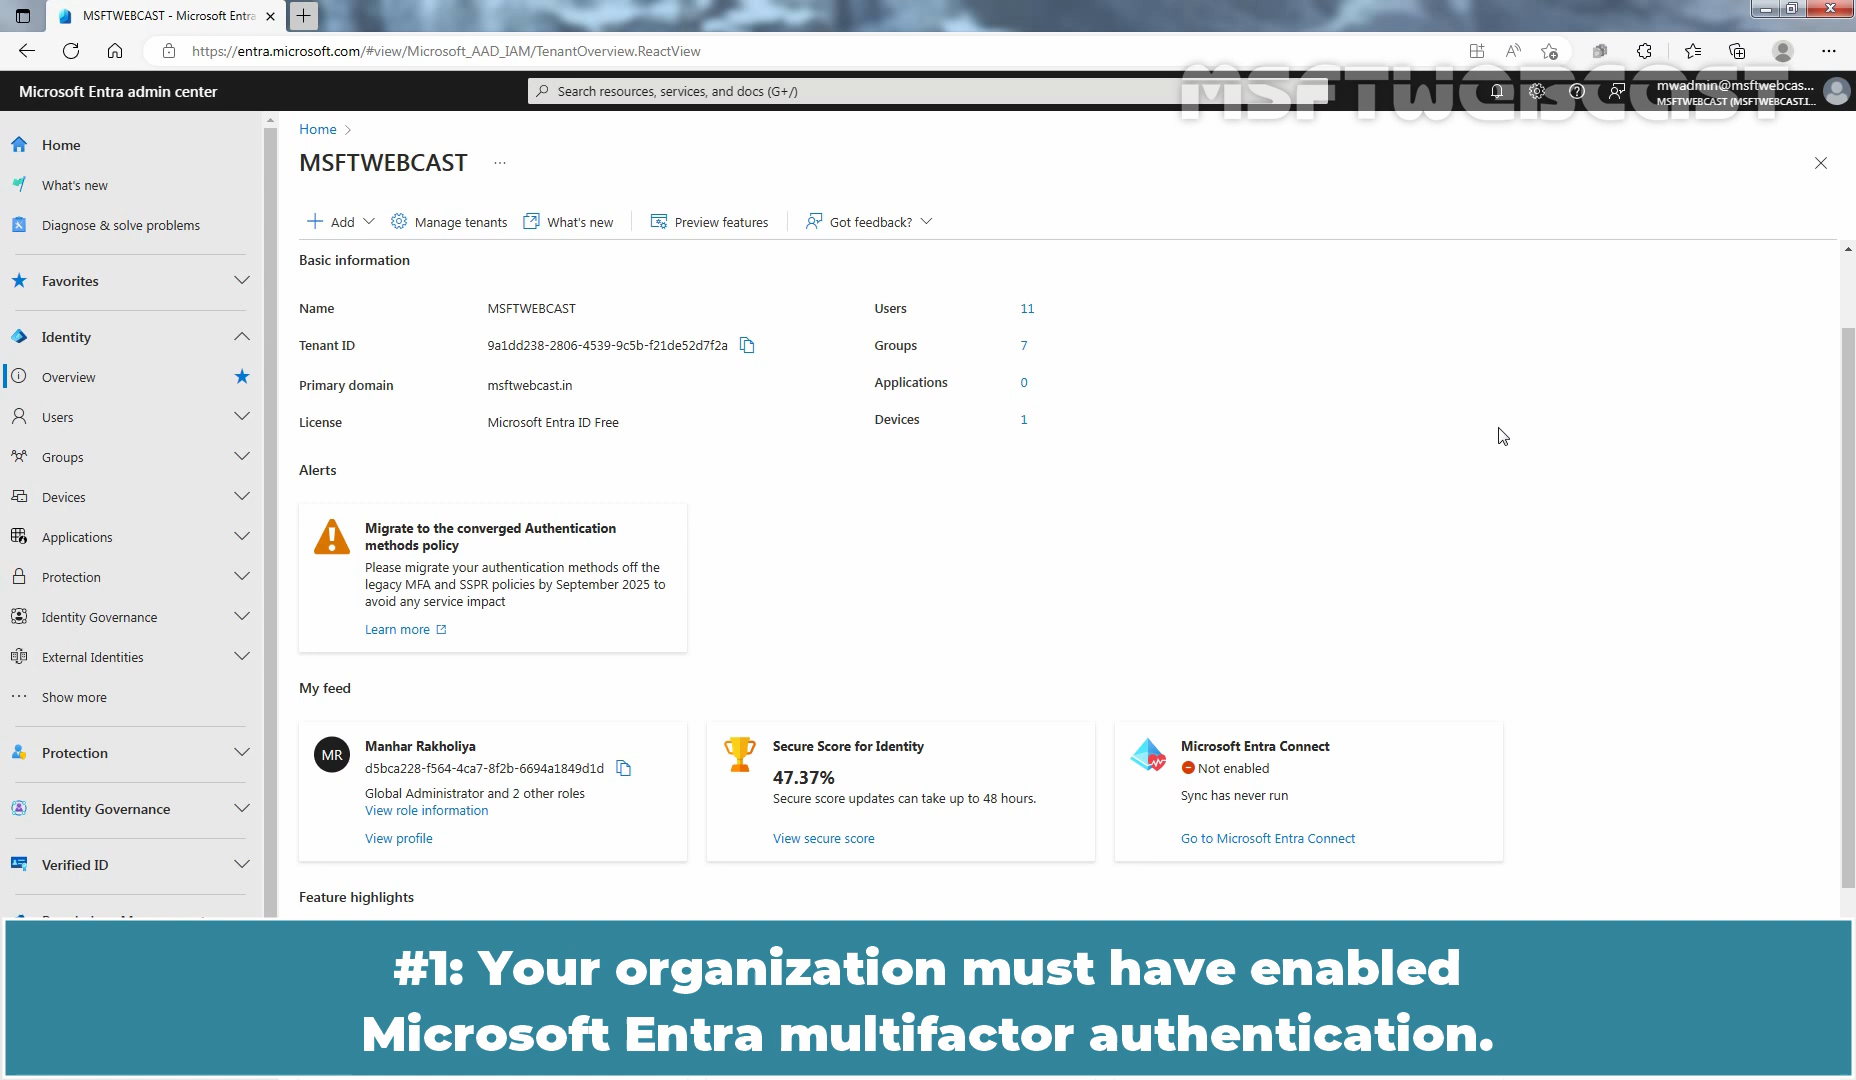 MSFTWEBCAST - Microsoft Entra
https://entra.microsoft.com/#view/Microsoft_AAD_IAM/TenantOverview.ReactView
MSFTWEBCAST
Microsoft Entra admin center
Search resources, services, and docs (G+/)
mwadmin@msftwebcas...
MSFTWEBCAST (MSFTWEBCAST.I...
Home
What's new
Diagnose & solve problems
Favorites
Identity
Overview
Users
Groups
Devices
Applications
Protection
Identity Governance
External Identities
Show more
Protection
Identity Governance
Verified ID
Home
MSFTWEBCAST
Add
Manage tenants
What's new
Preview features
Got feedback?
Basic information
Name MSFTWEBCAST Users 11
Tenant ID 9a1dd238-2806-4539-9c5b-f21de52d7f2a Groups 7
Primary domain msftwebcast.in Applications 0
License Microsoft Entra ID Free Devices 1
Alerts
Migrate to the converged Authentication
methods policy
Please migrate your authentication methods off the
legacy MFA and SSPR policies by September 2025 to
avoid any service impact
Learn more
My feed
MR
Manhar Rakholiya
d5bca228-f564-4ca7-8f2b-6694a1849d1d
Global Administrator and 2 other roles
View role information
View profile
Secure Score for Identity
47.37%
Secure score updates can take up to 48 hours.
View secure score
Microsoft Entra Connect
Not enabled
Sync has never run
Go to Microsoft Entra Connect
Feature highlights
#1: Your organization must have enabled
Microsoft Entra multifactor authentication.